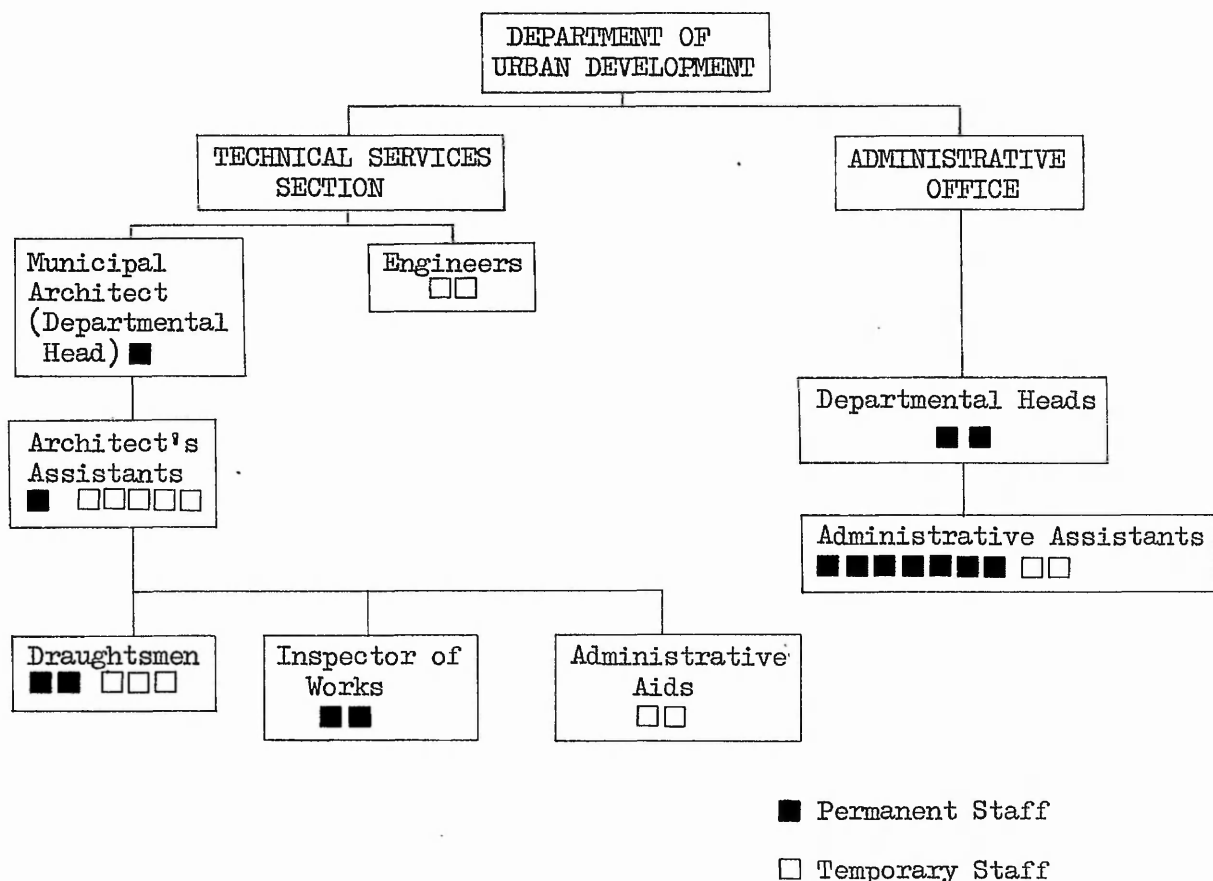 DEPARTMENT OF
URBAN DEVELOPMENT
TECHNICAL SERVICES
SECTION
ADMINISTRATIVE
OFFICE
Municipal
Architect
(Departmental
Head)
Engineers
Architect's
Assistants
Departmental Heads
Administrative Assistants
Draughtsmen
Inspector of
Works
Administrative
Aids
Permanent Staff
Temporary Staff